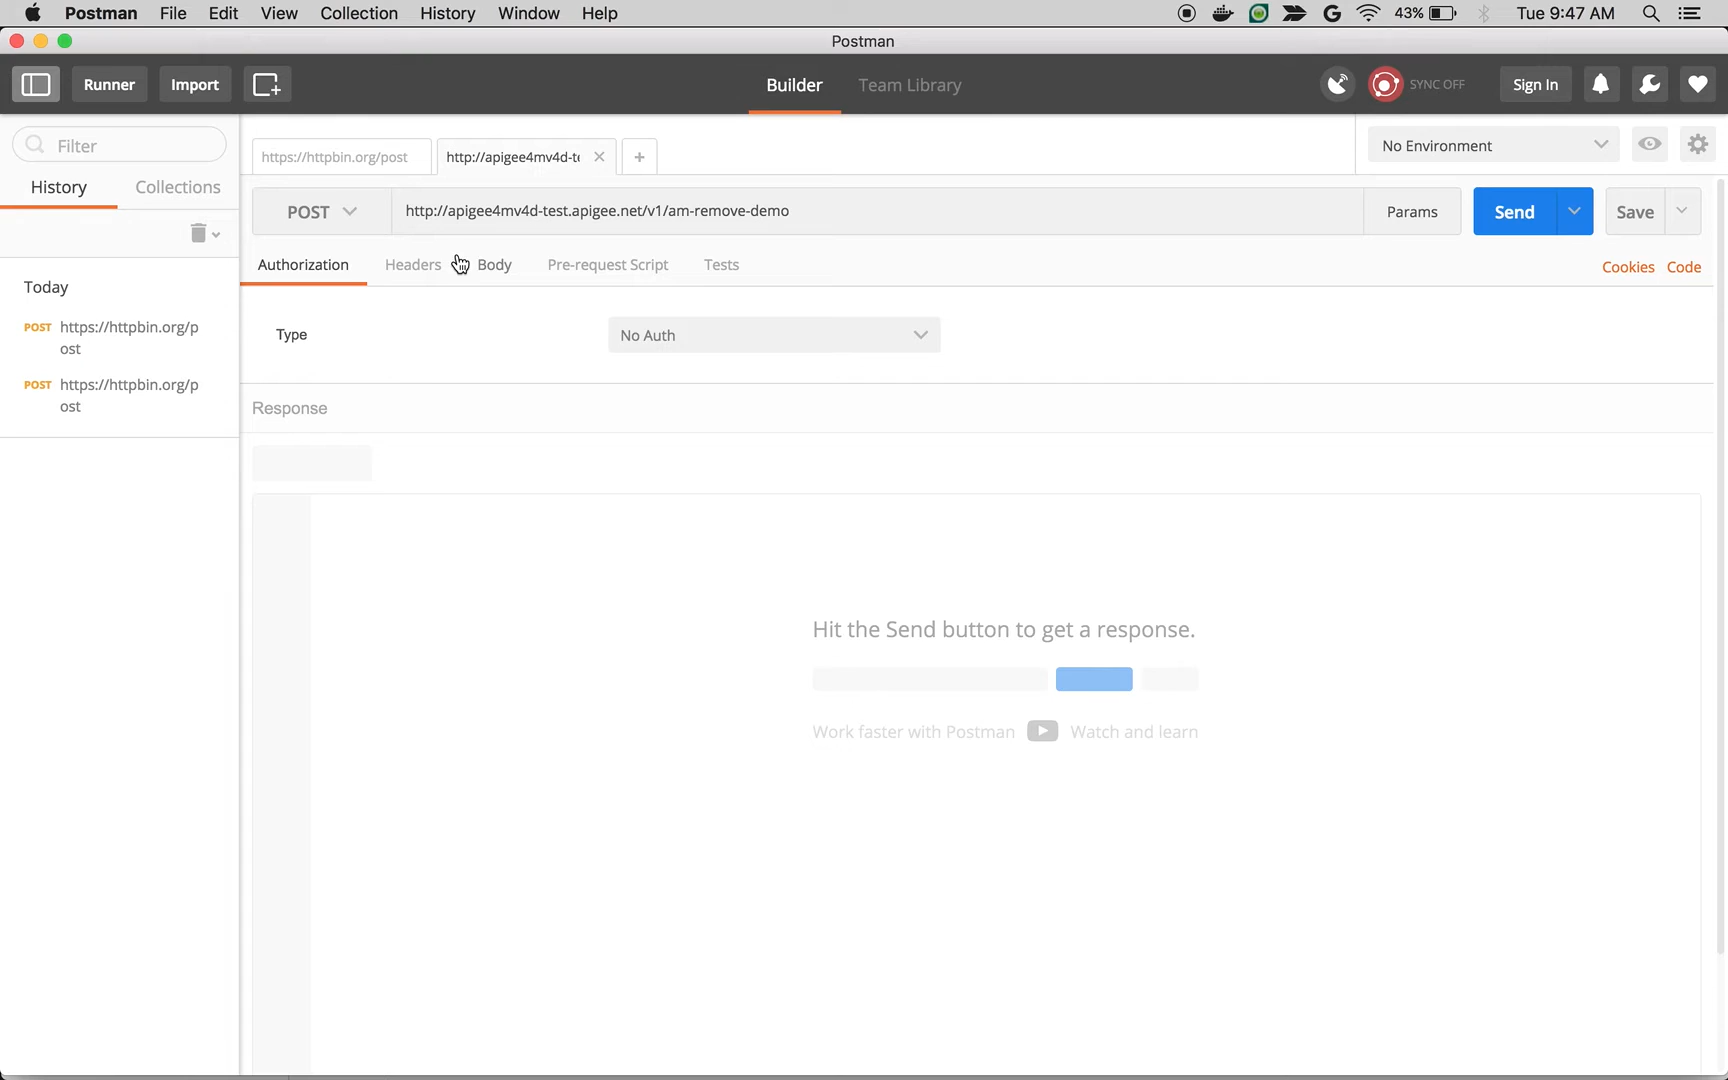 Postman File Edit View Collection History Window Help 43% Tue 9:47 AM
Postman
Runner Import Builder Team Library SYNC OFF Sign In
Filter
https://httpbin.org/post http://apigee4mv4d-te No Environment
History Collections
POST http://apigee4mv4d-test.apigee.net/v1/am-remove-demo Params Send Save
Authorization Headers Body Pre-request Script Tests Cookies Code
Today
POST https://httpbin.org/p
ost
POST https://httpbin.org/p
ost
Type No Auth
Response
Hit the Send button to get a response.
Work faster with Postman Watch and learn